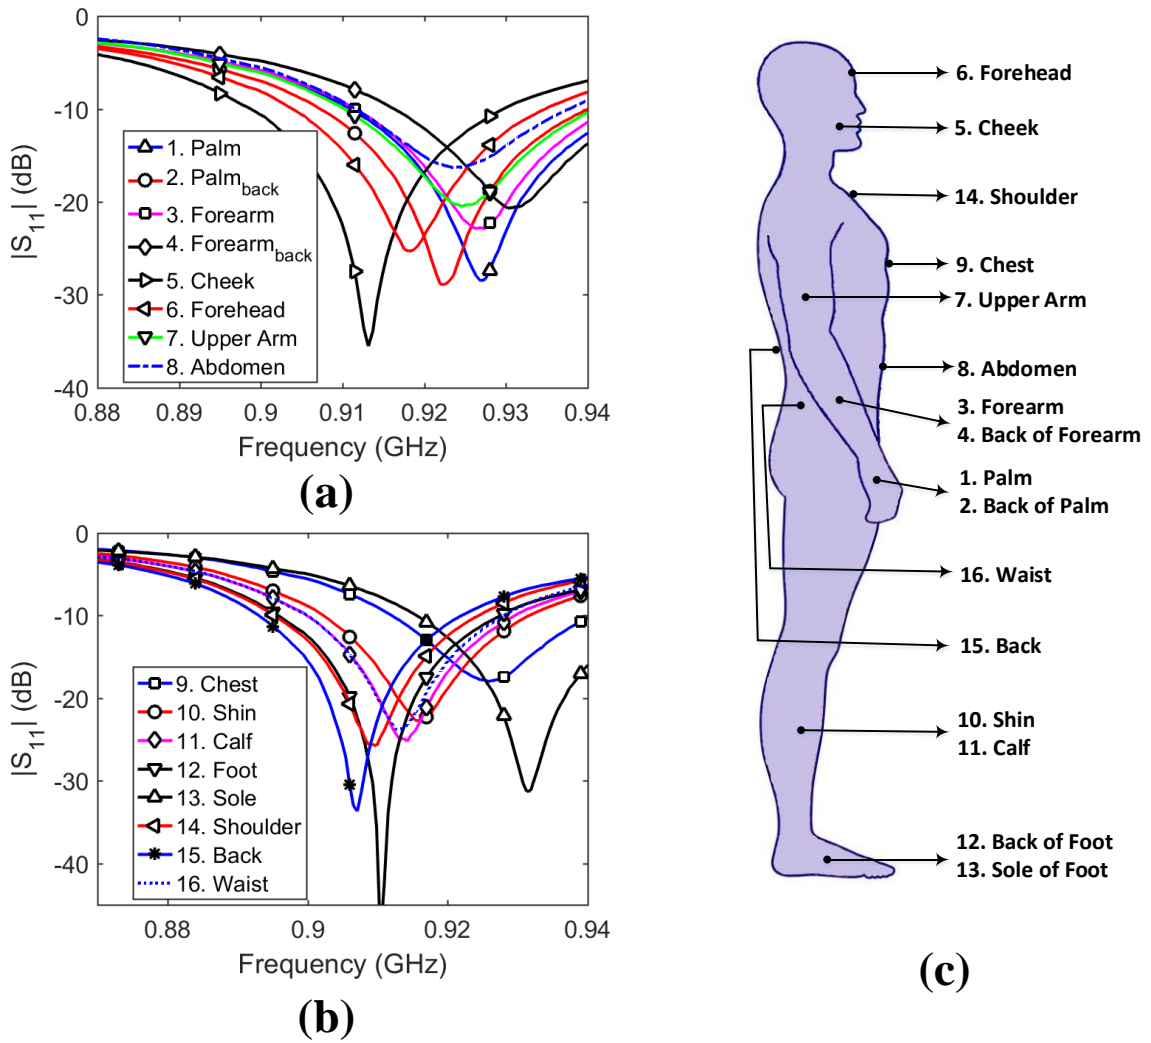 0
-10
-20
-30
-40
|S11| (dB)
1. Palm
2. Palmback
3. Forearm
4. Forearmback
5. Cheek
6. Forehead
7. Upper Arm
8. Abdomen
0.88 0.89 0.9 0.91 0.92 0.93 0.94
Frequency (GHz)
(a)
0
-10
-20
-30
-40
|S11| (dB)
9. Chest
10. Shin
11. Calf
12. Foot
13. Sole
14. Shoulder
15. Back
16. Waist
0.88 0.9 0.92 0.94
Frequency (GHz)
(b)
6. Forehead
5. Cheek
14. Shoulder
9. Chest
7. Upper Arm
8. Abdomen
3. Forearm
4. Back of Forearm
1. Palm
2. Back of Palm
16. Waist
15. Back
10. Shin
11. Calf
12. Back of Foot
13. Sole of Foot
(c)